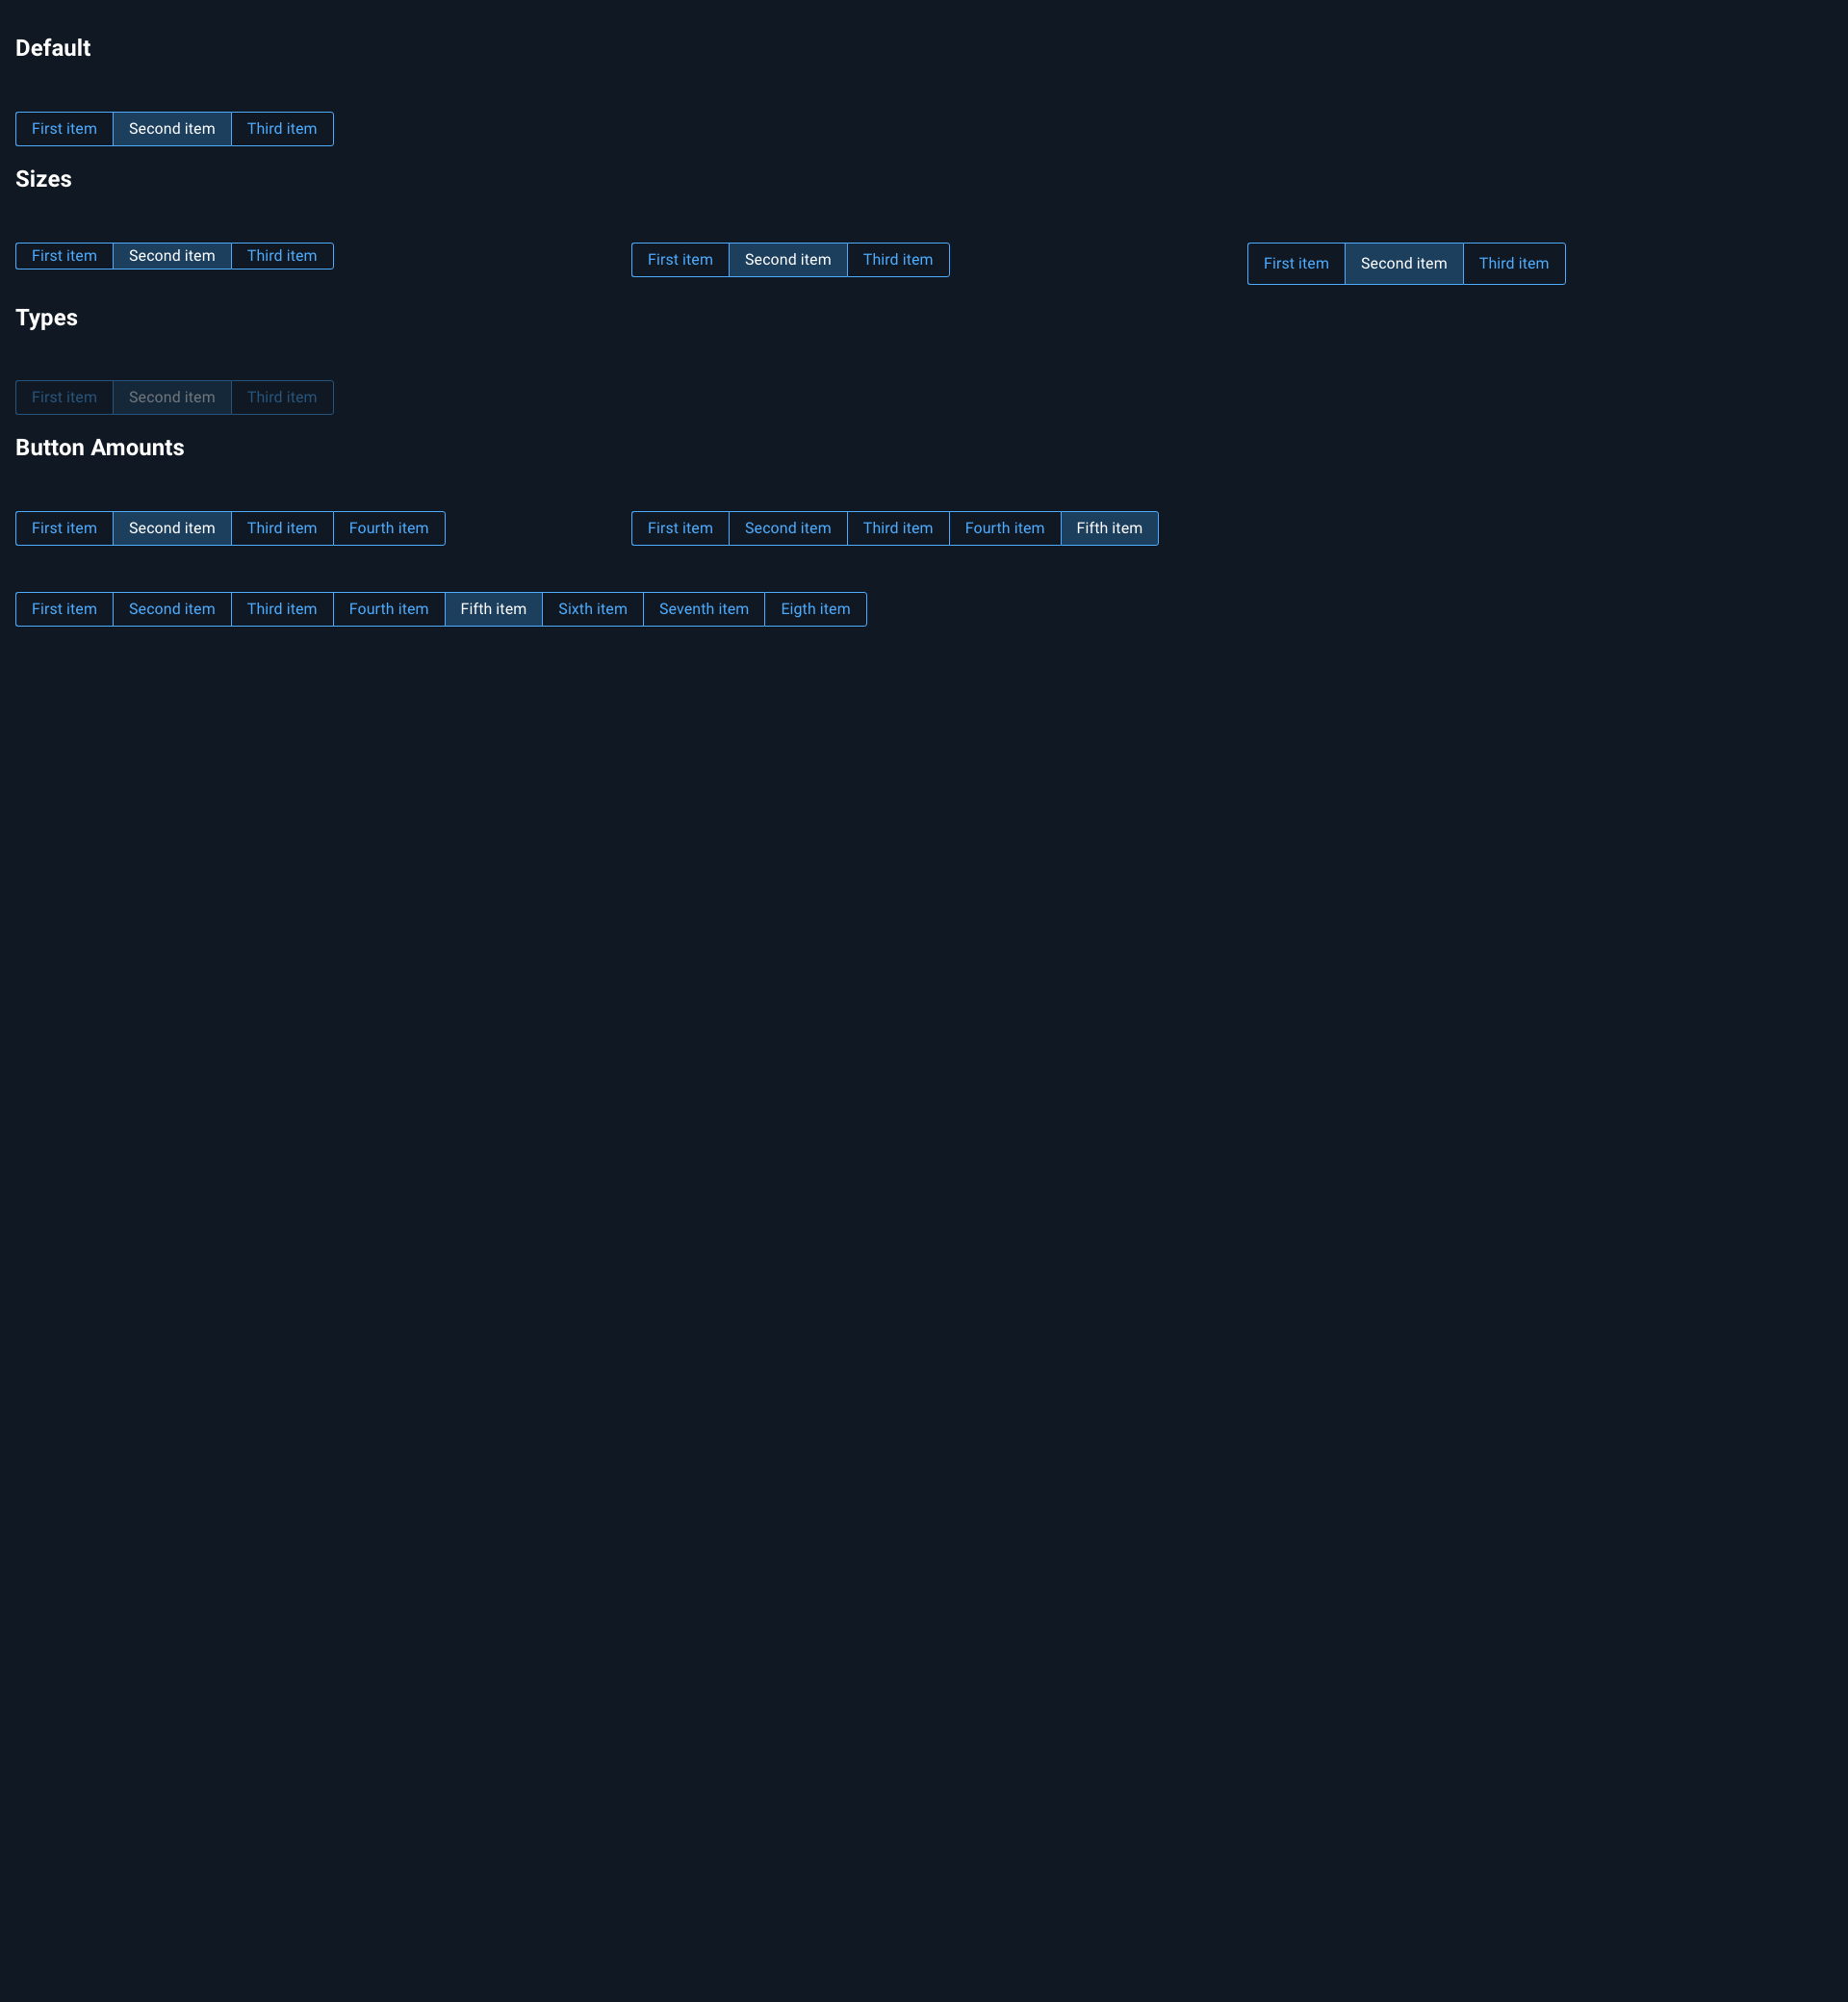 Default
First item Second item Third item
Sizes
First item Second item Third item First item Second item Third item First item Second item Third item
Types
First item Second item Third item
Button Amounts
First item Second item Third item Fourth item First item Second item Third item Fourth item Fifth item
First item Second item Third item Fourth item Fifth item Sixth item Seventh item Eigth item